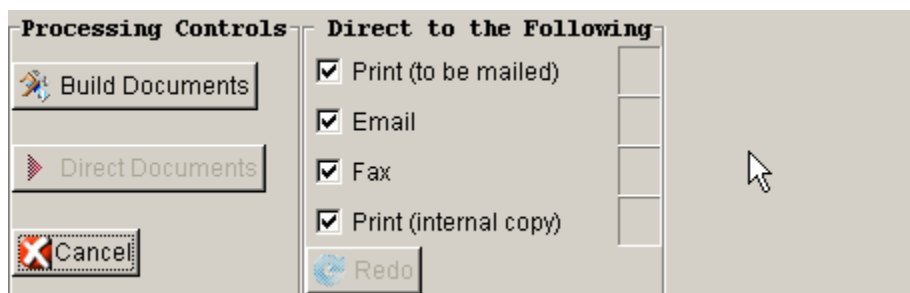 Processing Controls
Build Documents
Direct Documents
Cancel
Direct to the Following
Print (to be mailed)
Email
Fax
Print (internal copy)
Redo